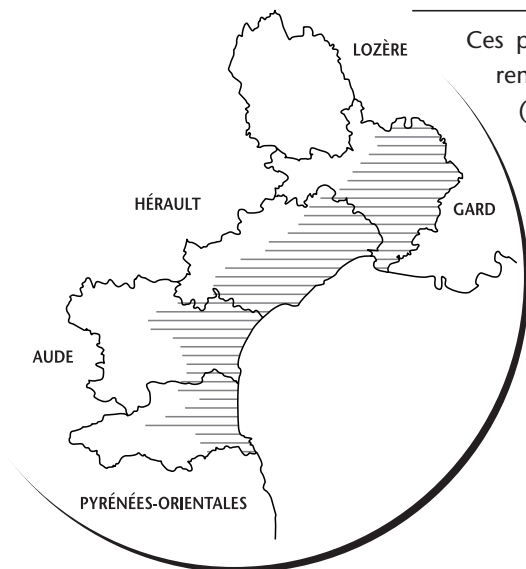 LOZÈRE
Ces p
ren
(
HÉRAULT
GARD
AUDE
PYRÉNÉES-ORIENTALES